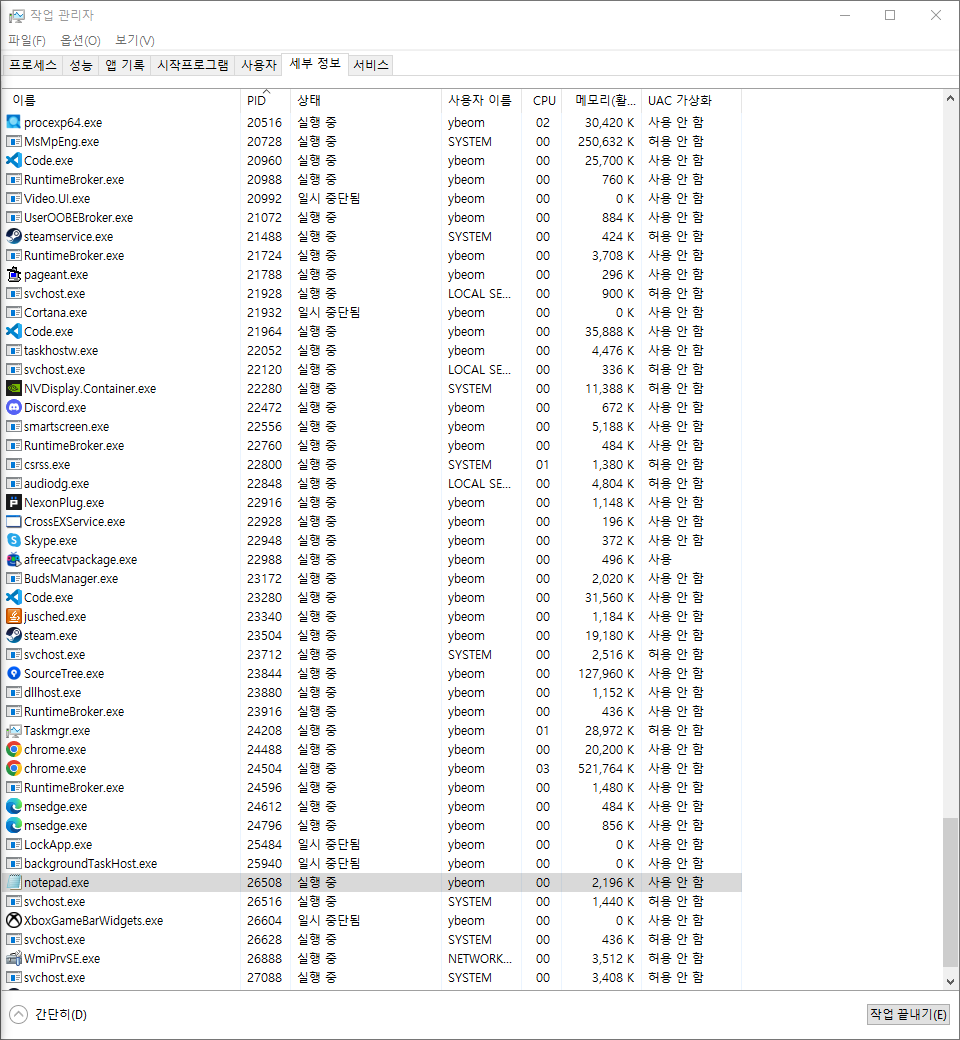 작업 관리자
파일(F) 옵션(O) 보기(V)
프로세스 성능 앱 기록 시작프로그램 사용자 세부 정보 서비스
이름 PID 상태 사용자 이름 CPU 메모리(활... UAC 가상화
procexp64.exe 20516 실행 중 ybeom 02 30,420 K 사용 안 함
MsMpEng.exe 20728 실행 중 SYSTEM 00 250,632 K 허용 안 함
Code.exe 20960 실행 중 ybeom 00 25,700 K 사용 안 함
RuntimeBroker.exe 20988 실행 중 ybeom 00 760 K 사용 안 함
Video.UI.exe 20992 일시 중단됨 ybeom 00 0 K 사용 안 함
UserOOBEBroker.exe 21072 실행 중 ybeom 00 884 K 사용 안 함
steamservice.exe 21488 실행 중 SYSTEM 00 424 K 허용 안 함
RuntimeBroker.exe 21724 실행 중 ybeom 00 3,708 K 사용 안 함
pageant.exe 21788 실행 중 ybeom 00 296 K 사용 안 함
svchost.exe 21928 실행 중 LOCAL SE... 00 900 K 허용 안 함
Cortana.exe 21932 일시 중단됨 ybeom 00 0 K 사용 안 함
Code.exe 21964 실행 중 ybeom 00 35,888 K 사용 안 함
taskhostw.exe 22052 실행 중 ybeom 00 4,476 K 사용 안 함
svchost.exe 22120 실행 중 LOCAL SE... 00 336 K 허용 안 함
NVDisplay.Container.exe 22280 실행 중 SYSTEM 00 11,388 K 허용 안 함
Discord.exe 22472 실행 중 ybeom 00 672 K 사용 안 함
smartscreen.exe 22556 실행 중 ybeom 00 5,188 K 사용 안 함
RuntimeBroker.exe 22760 실행 중 ybeom 00 484 K 사용 안 함
csrss.exe 22800 실행 중 SYSTEM 01 1,380 K 허용 안 함
audiodg.exe 22848 실행 중 LOCAL SE... 00 4,804 K 허용 안 함
NexonPlug.exe 22916 실행 중 ybeom 00 1,148 K 사용 안 함
CrossEXService.exe 22928 실행 중 ybeom 00 196 K 사용 안 함
Skype.exe 22948 실행 중 ybeom 00 372 K 사용 안 함
afreecatvpackage.exe 22988 실행 중 ybeom 00 496 K 사용
BudsManager.exe 23172 실행 중 ybeom 00 2,020 K 사용 안 함
Code.exe 23280 실행 중 ybeom 00 31,560 K 사용 안 함
jusched.exe 23340 실행 중 ybeom 00 1,184 K 사용 안 함
steam.exe 23504 실행 중 ybeom 00 19,180 K 사용 안 함
svchost.exe 23712 실행 중 SYSTEM 00 2,516 K 허용 안 함
SourceTree.exe 23844 실행 중 ybeom 00 127,960 K 사용 안 함
dllhost.exe 23880 실행 중 ybeom 00 1,152 K 사용 안 함
RuntimeBroker.exe 23916 실행 중 ybeom 00 436 K 사용 안 함
Taskmgr.exe 24208 실행 중 ybeom 01 28,972 K 허용 안 함
chrome.exe 24488 실행 중 ybeom 00 20,200 K 사용 안 함
chrome.exe 24504 실행 중 ybeom 03 521,764 K 사용 안 함
RuntimeBroker.exe 24596 실행 중 ybeom 00 1,480 K 사용 안 함
msedge.exe 24612 실행 중 ybeom 00 484 K 사용 안 함
msedge.exe 24796 실행 중 ybeom 00 856 K 사용 안 함
LockApp.exe 25484 일시 중단됨 ybeom 00 0 K 사용 안 함
backgroundTaskHost.exe 25940 일시 중단됨 ybeom 00 0 K 사용 안 함
notepad.exe 26508 실행 중 ybeom 00 2,196 K 사용 안 함
svchost.exe 26516 실행 중 SYSTEM 00 1,440 K 허용 안 함
XboxGameBarWidgets.exe 26604 일시 중단됨 ybeom 00 0 K 사용 안 함
svchost.exe 26628 실행 중 SYSTEM 00 436 K 허용 안 함
WmiPrvSE.exe 26888 실행 중 NETWORK... 00 3,512 K 허용 안 함
svchost.exe 27088 실행 중 SYSTEM 00 3,408 K 허용 안 함
간단히(D) 작업 끝내기(E)